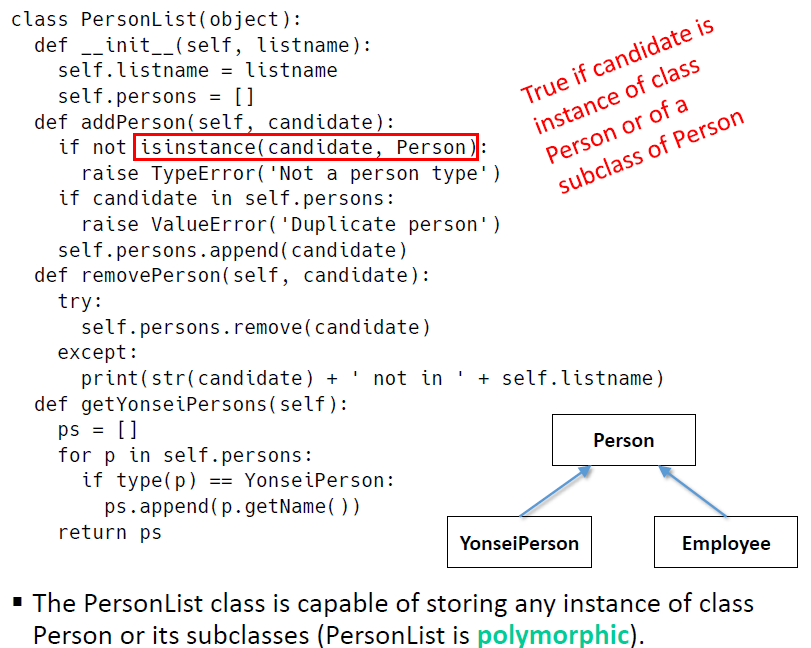 class PersonList(object):
  def __init__(self, listname):
    self.listname = listname
    self.persons = []
  def addPerson(self, candidate):
    if not isinstance(candidate, Person):
      raise TypeError('Not a person type')
    if candidate in self.persons:
      raise ValueError('Duplicate person')
    self.persons.append(candidate)
  def removePerson(self, candidate):
    try:
      self.persons.remove(candidate)
    except:
      print(str(candidate) + ' not in ' + self.listname)
  def getYonseiPersons(self):
    ps = []
    for p in self.persons:
      if type(p) == YonseiPerson:
        ps.append(p.getName())
    return ps
True if candidate is
instance of class
Person or of a
subclass of Person
Person
YonseiPerson
Employee
▪ The PersonList class is capable of storing any instance of class
Person or its subclasses (PersonList is polymorphic).